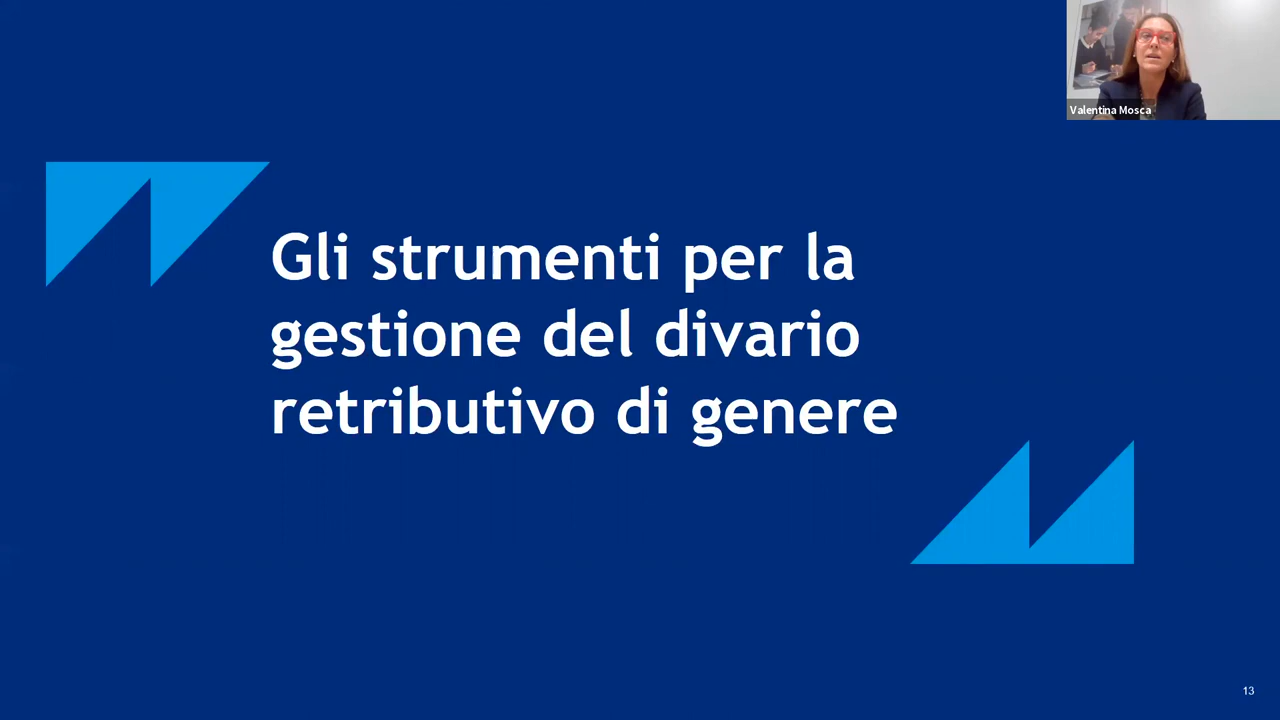 Valentina Mosca
Gli strumenti per la
gestione del divario
retributivo di genere
13